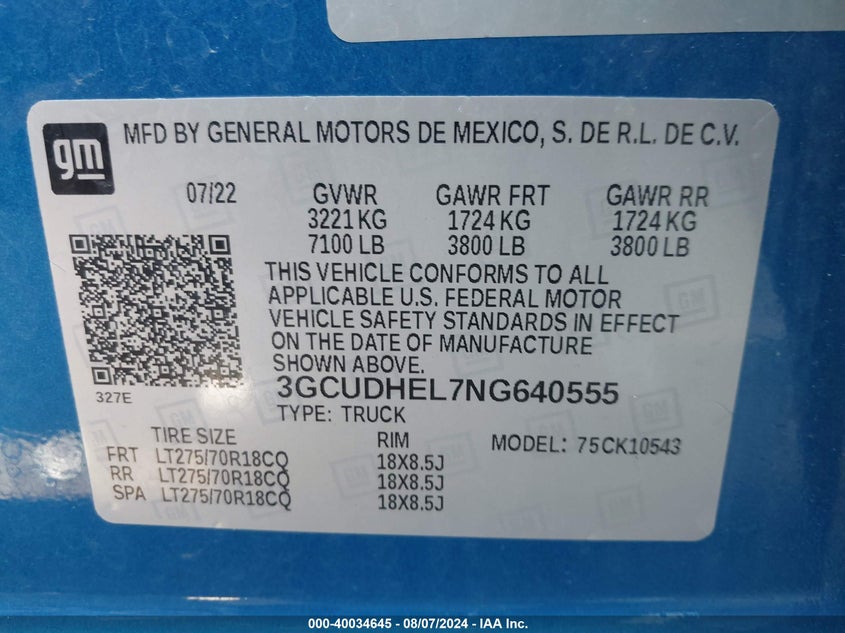 gm
MFD BY GENERAL MOTORS DE MEXICO, S. DE R.L. DE C.V.
07/22 GVWR GAWR FRT GAWR RR
3221 KG 1724 KG 1724 KG
7100 LB 3800 LB 3800 LB
THIS VEHICLE CONFORMS TO ALL
APPLICABLE U.S. FEDERAL MOTOR
VEHICLE SAFETY STANDARDS IN EFFECT
ON THE DATE OF MANUFACTURE
SHOWN ABOVE.
327E
3GCUDHEL7NG640555
TYPE: TRUCK
TIRE SIZE RIM MODEL: 75CK10543
FRT LT275/70R18CQ 18X8.5J
RR LT275/70R18CQ 18X8.5J
SPA LT275/70R18CQ 18X8.5J
000-40034645 - 08/07/2024 - IAA Inc.